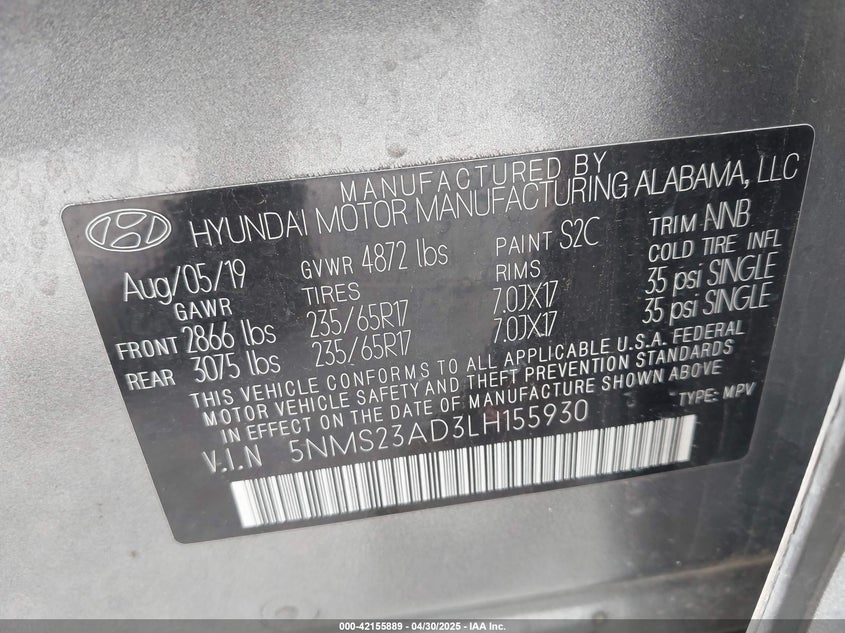 MANUFACTURED BY
HYUNDAI MOTOR MANUFACTURING ALABAMA, LLC
Aug/05/19 GVWR 4872 lbs PAINT S2C TRIM NNB
GAWR TIRES RIMS COLD TIRE INFL
FRONT 2866 lbs 235/65R17 7.0JX17 35 psi SINGLE
REAR 3075 lbs 235/65R17 7.0JX17 35 psi SINGLE
THIS VEHICLE CONFORMS TO ALL APPLICABLE U.S.A. FEDERAL
MOTOR VEHICLE SAFETY AND THEFT PREVENTION STANDARDS
IN EFFECT ON THE DATE OF MANUFACTURE SHOWN ABOVE
V.I.N 5NMS23AD3LH155930 TYPE: MPV
000-42155889 - 04/30/2025 - IAA Inc.